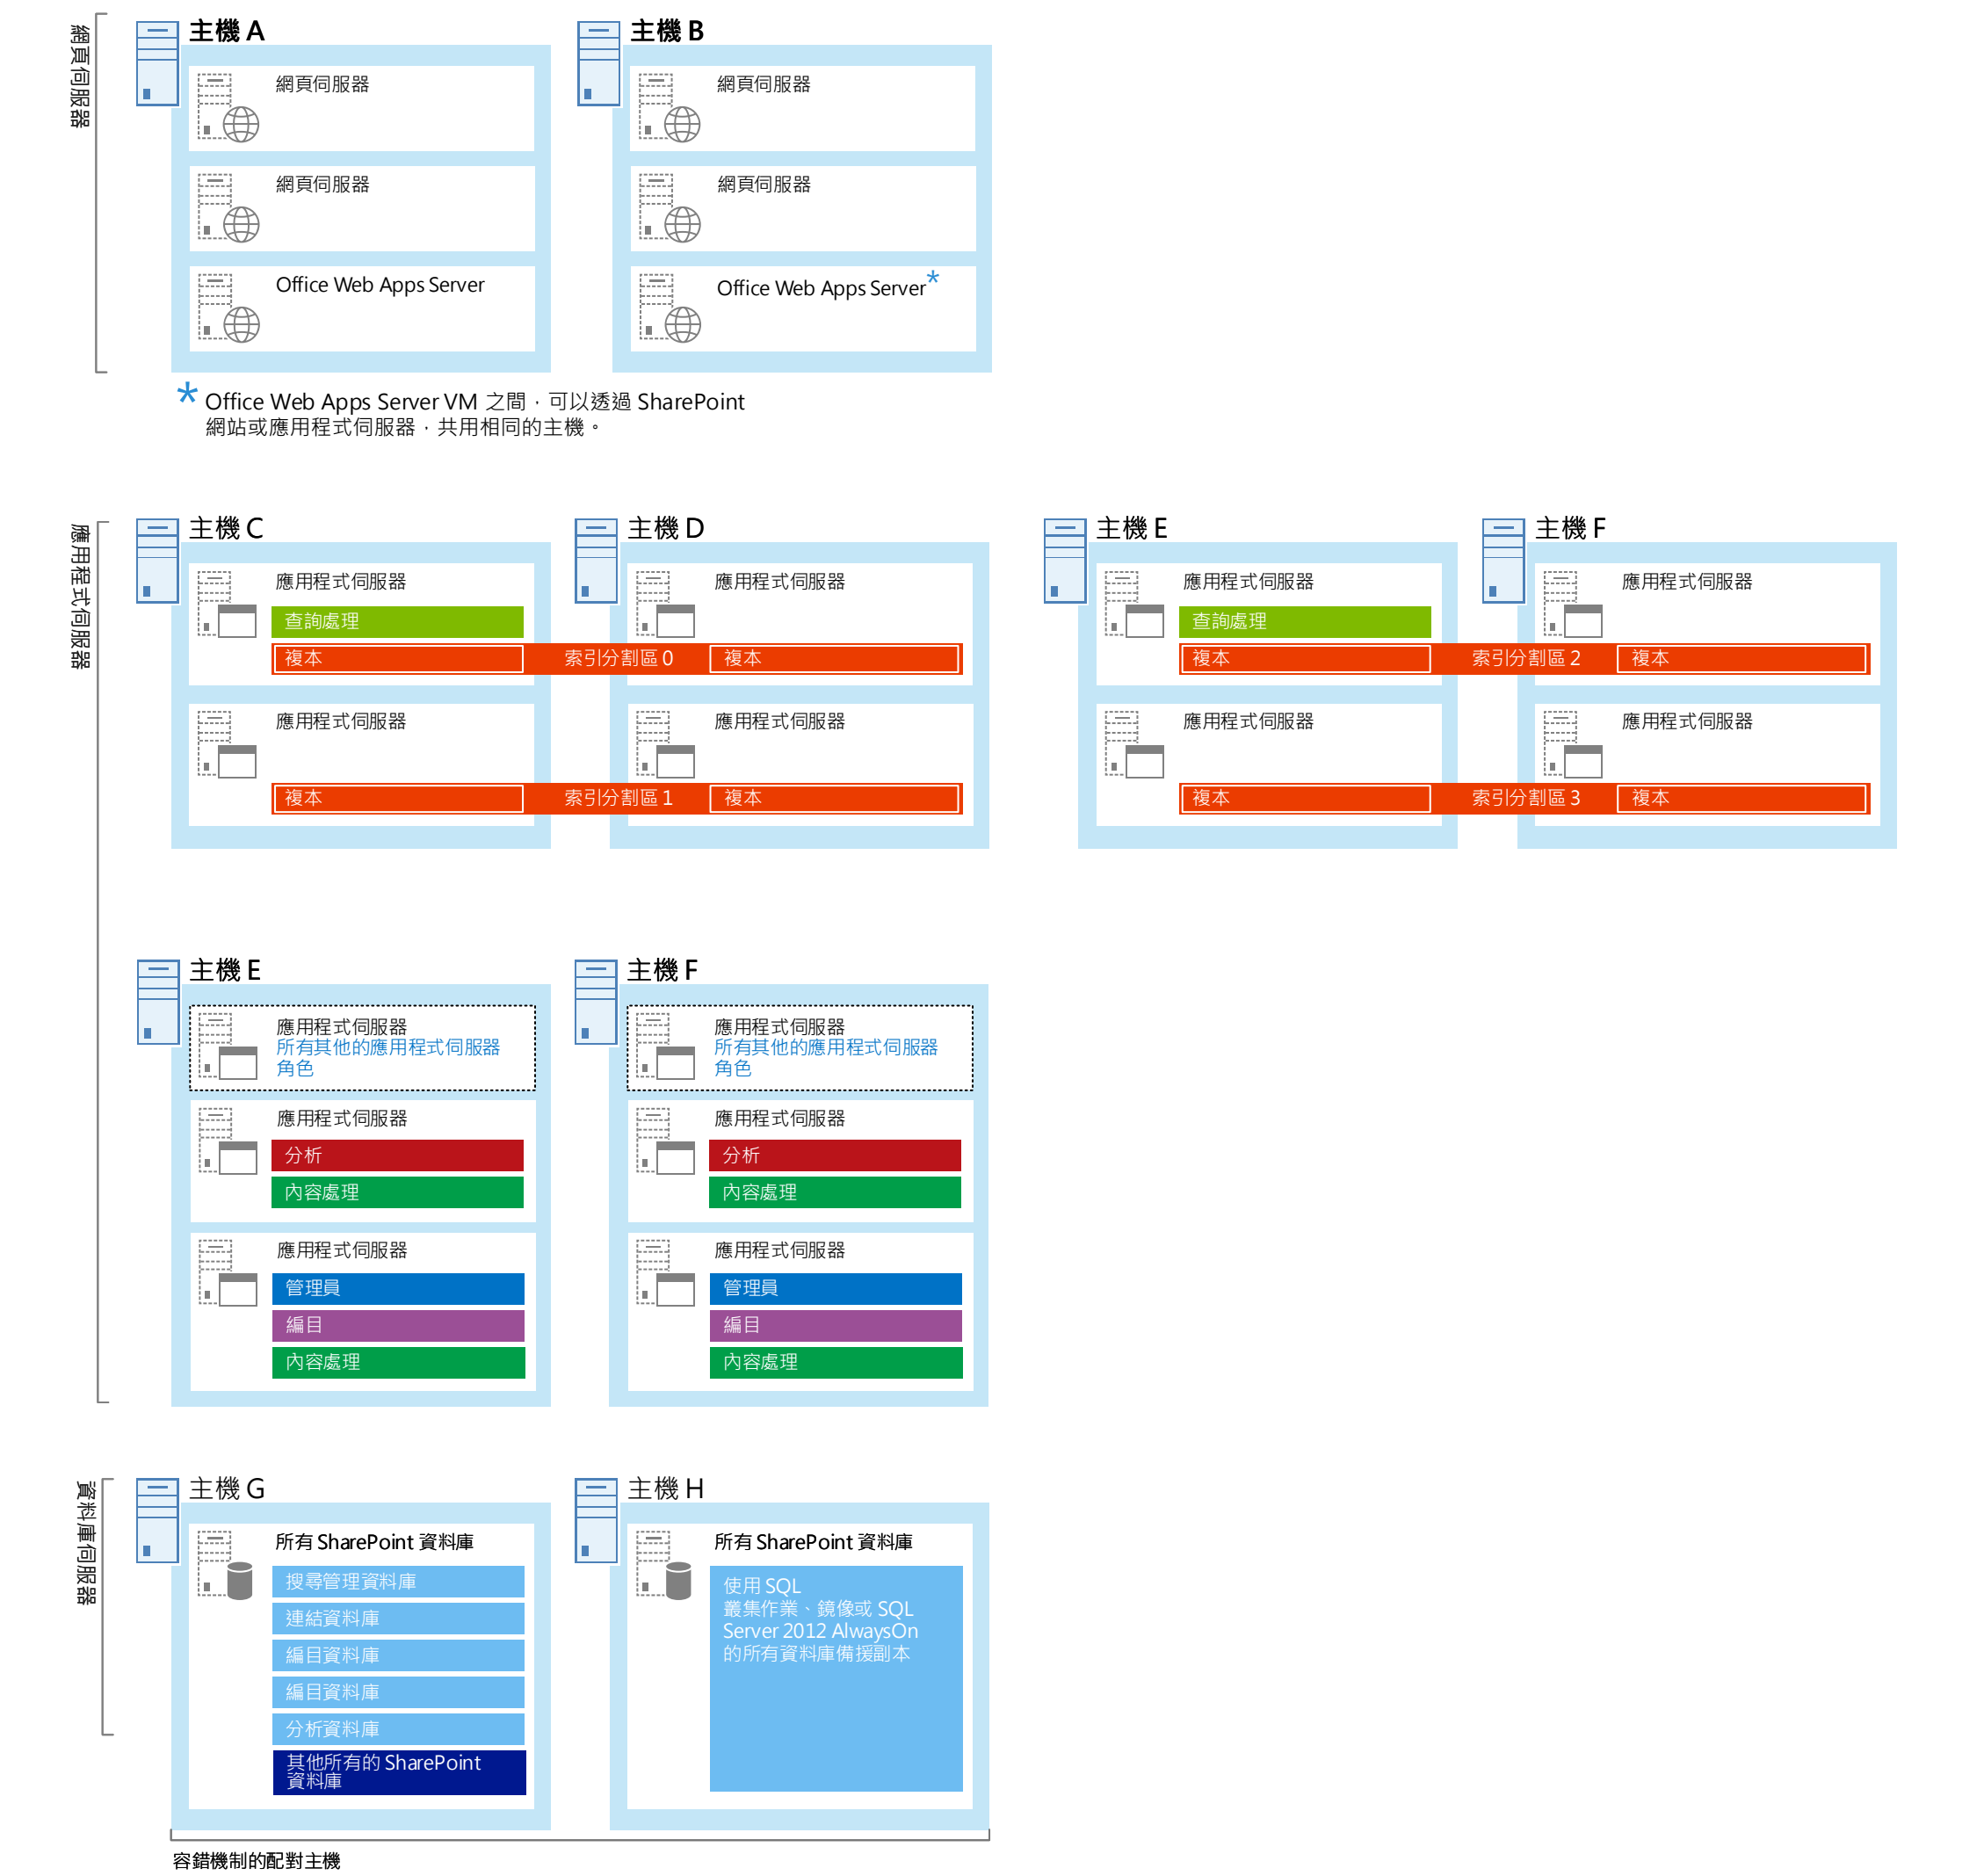 網頁伺服器
主機 A
網頁伺服器
網頁伺服器
Office Web Apps Server
主機 B
網頁伺服器
網頁伺服器
Office Web Apps Server*
* Office Web Apps Server VM 之間，可以透過 SharePoint
網站或應用程式伺服器，共用相同的主機。
應用程式伺服器
主機 C
應用程式伺服器
查詢處理
複本
索引分割區 0
應用程式伺服器
複本
索引分割區 1
主機 D
應用程式伺服器
複本
應用程式伺服器
複本
主機 E
應用程式伺服器
查詢處理
複本
索引分割區 2
應用程式伺服器
複本
索引分割區 3
主機 F
應用程式伺服器
複本
應用程式伺服器
複本
主機 E
應用程式伺服器
所有其他的應用程式伺服器
角色
應用程式伺服器
分析
內容處理
應用程式伺服器
管理員
編目
內容處理
主機 F
應用程式伺服器
所有其他的應用程式伺服器
角色
應用程式伺服器
分析
內容處理
應用程式伺服器
管理員
編目
內容處理
資料庫伺服器
主機 G
所有 SharePoint 資料庫
搜尋管理資料庫
連結資料庫
編目資料庫
編目資料庫
分析資料庫
其他所有的 SharePoint
資料庫
主機 H
所有 SharePoint 資料庫
使用 SQL
叢集作業、鏡像或 SQL
Server 2012 AlwaysOn
的所有資料庫備援副本
容錯機制的配對主機